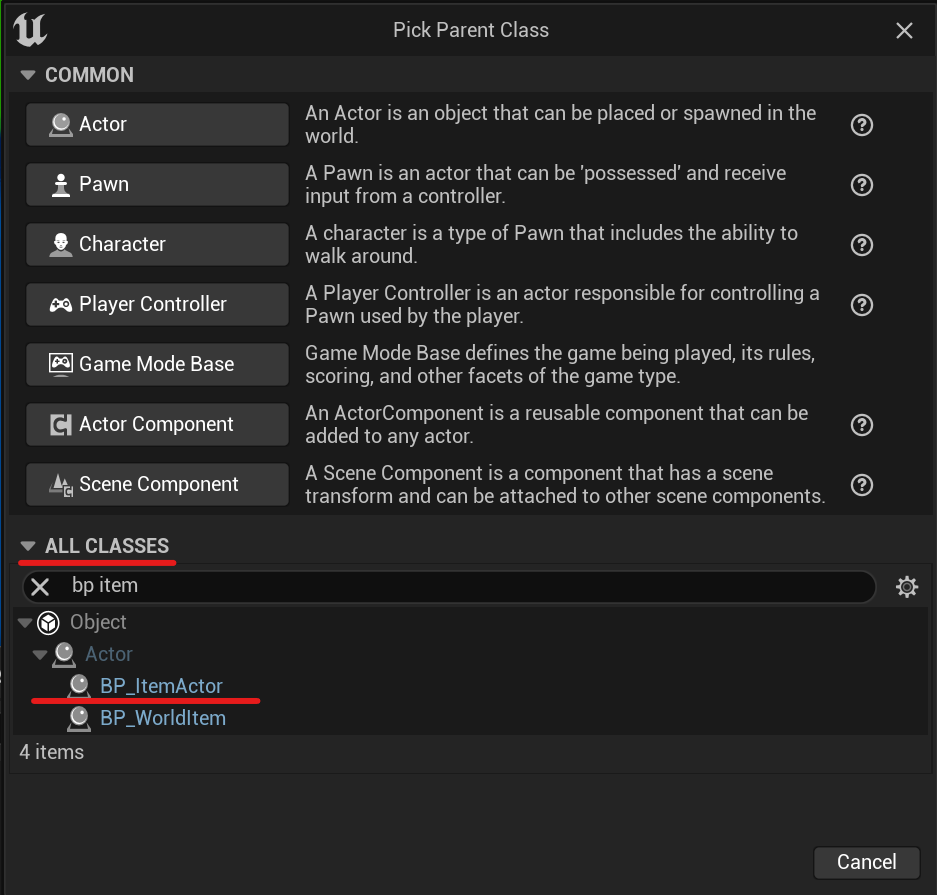 Pick Parent Class
COMMON
Actor
An Actor is an object that can be placed or spawned in the
world.
Pawn
A Pawn is an actor that can be 'possessed' and receive
input from a controller.
Character
A character is a type of Pawn that includes the ability to
walk around.
Player Controller
A Player Controller is an actor responsible for controlling a
Pawn used by the player.
Game Mode Base
Game Mode Base defines the game being played, its rules,
scoring, and other facets of the game type.
Actor Component
An ActorComponent is a reusable component that can be
added to any actor.
Scene Component
A Scene Component is a component that has a scene
transform and can be attached to other scene components.
ALL CLASSES
bp item
Object
Actor
BP_ItemActor
BP_WorldItem
4 items
Cancel